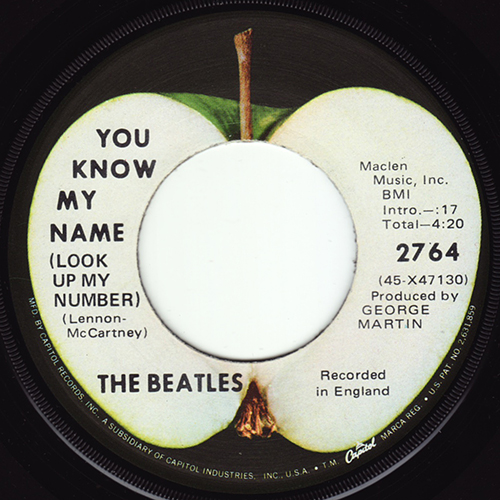 YOU
KNOW
MY
NAME
(LOOK
UP MY
NUMBER)
(Lennon-
McCartney)
THE BEATLES
Maclen
Music, Inc.
BMI
Intro.—:17
Total—4:20
2764
(45-X47130)
Produced by
GEORGE
MARTIN
Recorded
in England
MFD. BY CAPITOL RECORDS, INC., A SUBSIDIARY OF CAPITOL INDUSTRIES, INC., U.S.A. • T.M. Capitol MARCA REG. • U.S. PAT. NO. 2,631,859